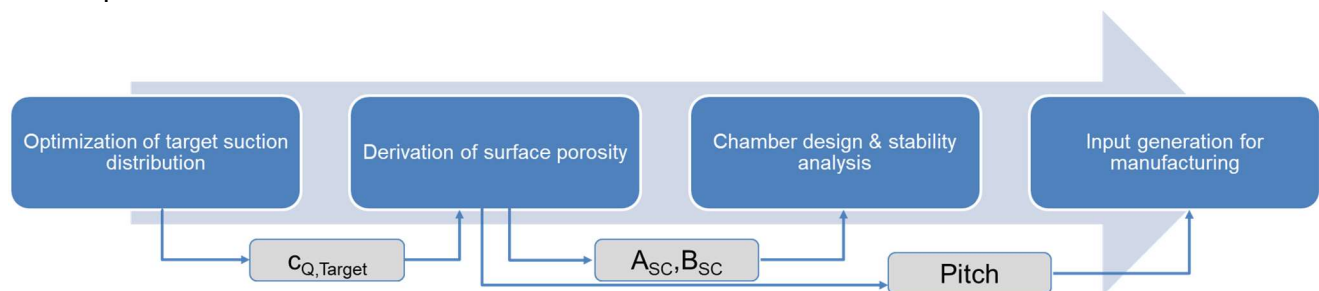 Optimization of target suction
distribution
Derivation of surface porosity
Chamber design & stability
analysis
Input generation for
manufacturing
cQ,Target
ASC,BSC
Pitch